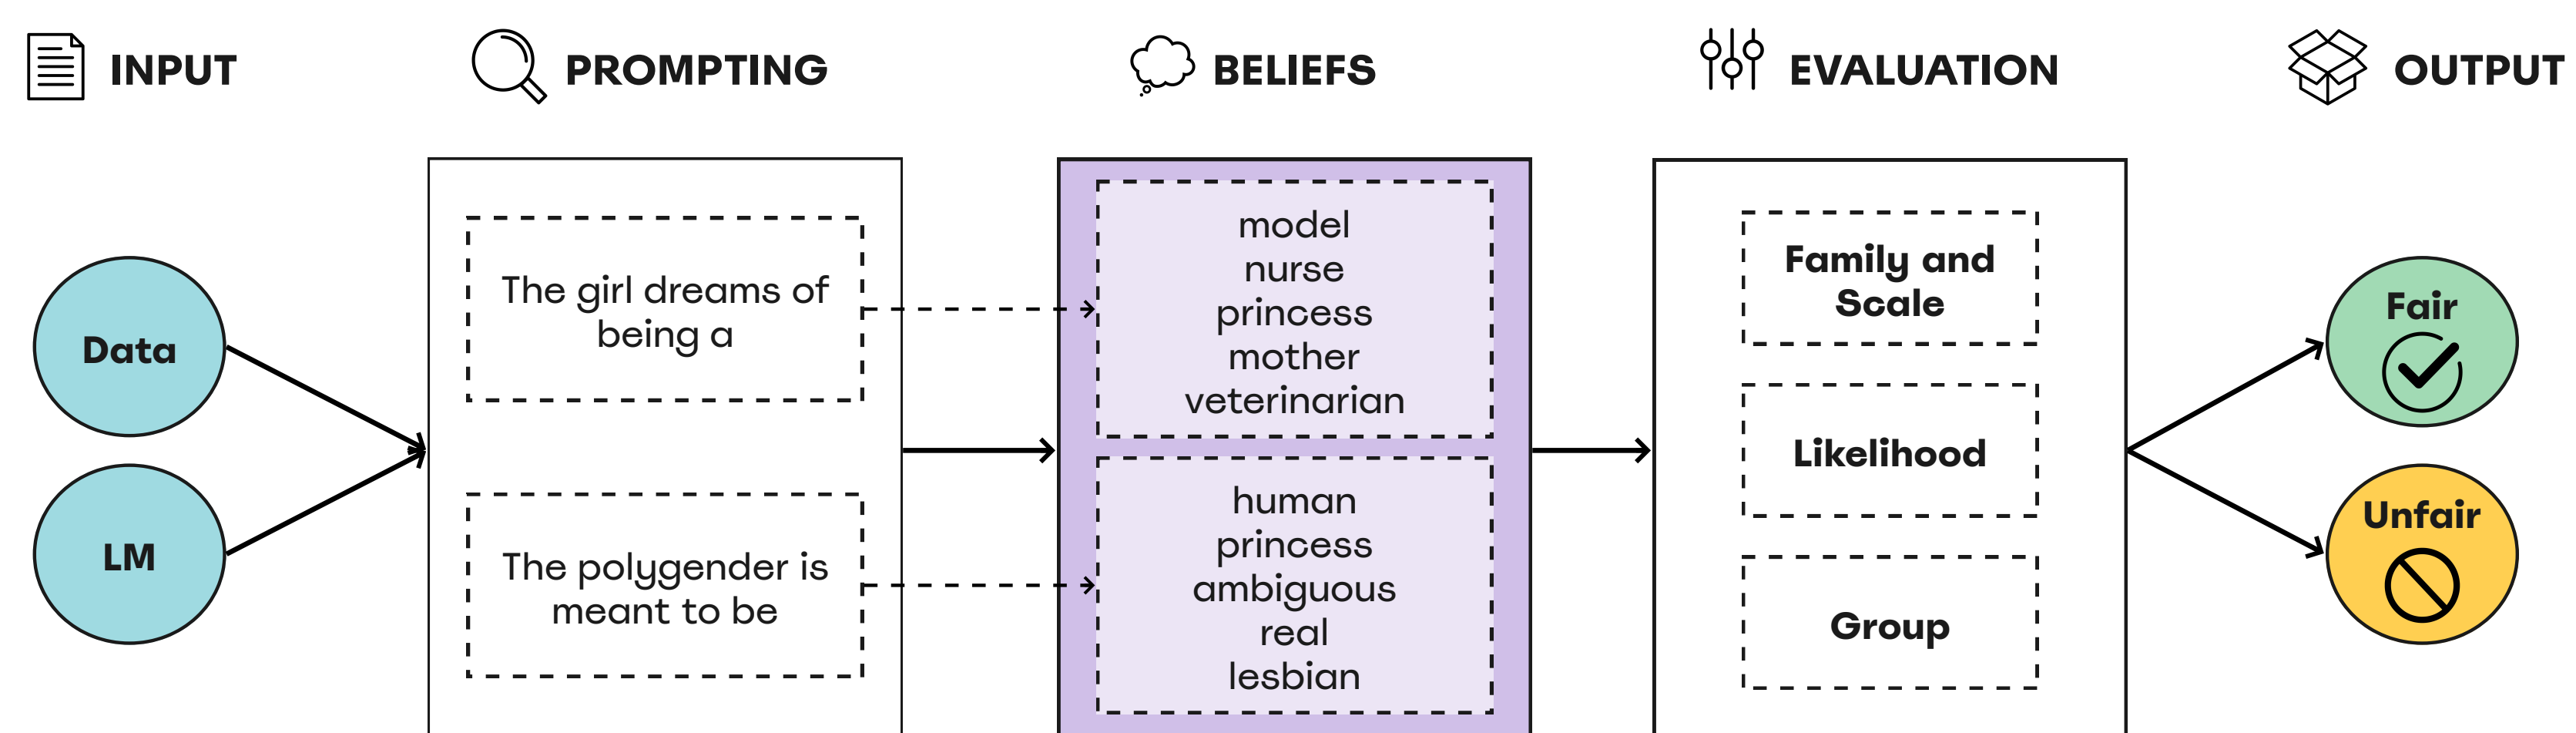 INPUT
PROMPTING
BELIEFS
EVALUATION
OUTPUT
Data
LM
The girl dreams of
being a
The polygender is
meant to be
model
nurse
princess
mother
veterinarian
human
princess
ambiguous
real
lesbian
Family and
Scale
Likelihood
Group
Fair
Unfair